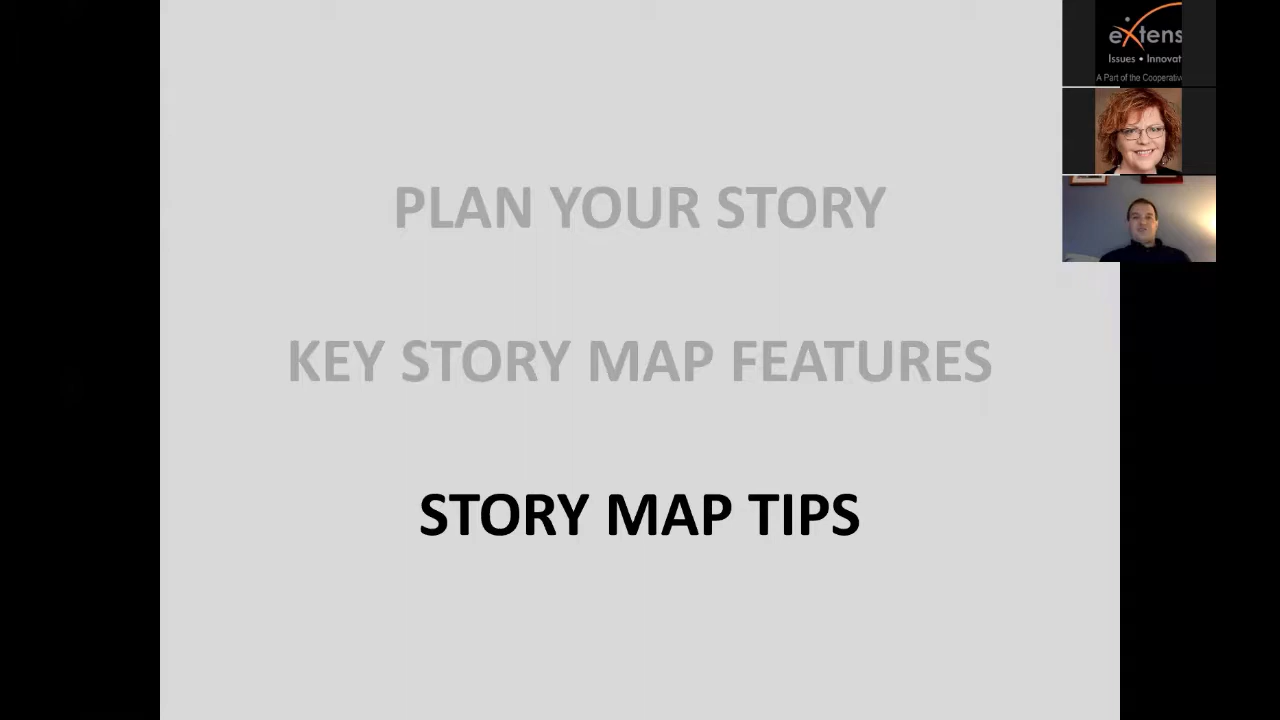 PLAN YOUR STORY
KEY STORY MAP FEATURES
STORY MAP TIPS
eXtens
Issues • Innovat
A Part of the Cooperativ